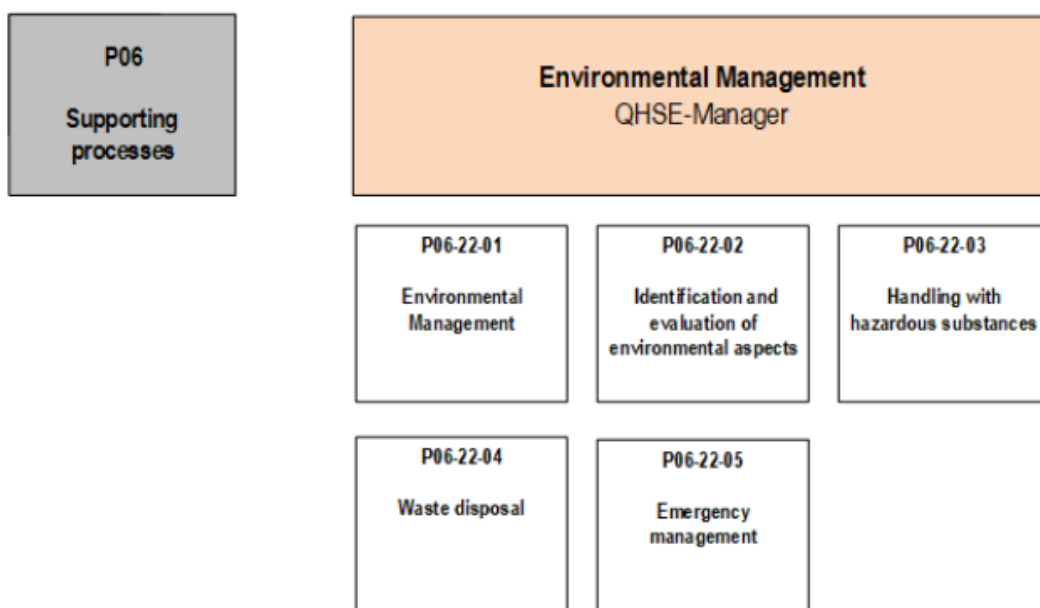 P06
Supporting
processes
Environmental Management
QHSE-Manager
P06-22-01
Environmental
Management
P06-22-02
Identification and
evaluation of
environmental aspects
P06-22-03
Handling with
hazardous substances
P06-22-04
Waste disposal
P06-22-05
Emergency
management